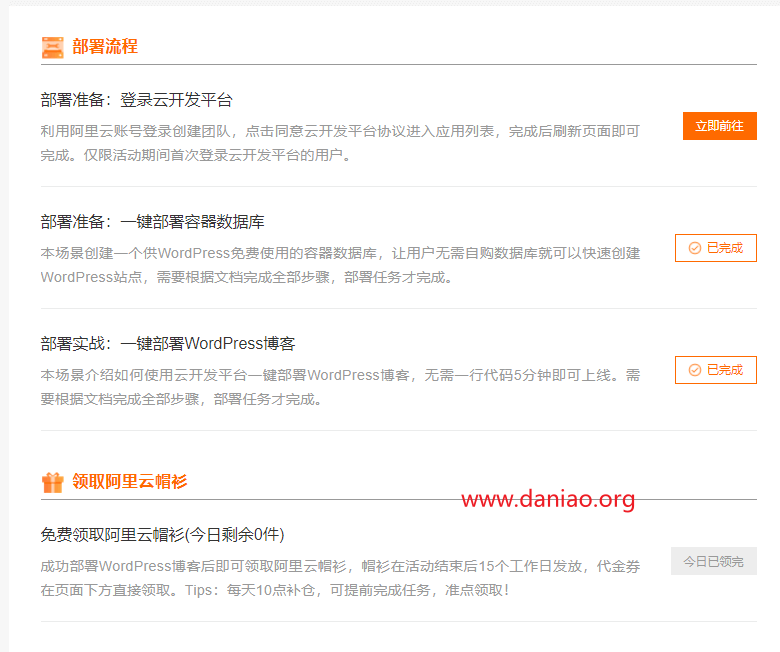 部署流程
部署准备：登录云开发平台
利用阿里云账号登录创建团队，点击同意云开发平台协议进入应用列表，完成后刷新页面即可
完成。仅限活动期间首次登录云开发平台的用户。
立即前往
部署准备：一键部署容器数据库
本场景创建一个供WordPress免费使用的容器数据库，让用户无需自购数据库就可以快速创建
WordPress站点，需要根据文档完成全部步骤，部署任务才完成。
已完成
部署实战：一键部署WordPress博客
本场景介绍如何使用云开发平台一键部署WordPress博客，无需一行代码5分钟即可上线。需
要根据文档完成全部步骤，部署任务才完成。
已完成
领取阿里云帽衫
www.daniao.org
免费领取阿里云帽衫(今日剩余0件)
成功部署WordPress博客后即可领取阿里云帽衫，帽衫在活动结束后15个工作日发放，代金券
在页面下方直接领取。Tips：每天10点补仓，可提前完成任务，准点领取！
今日已领完